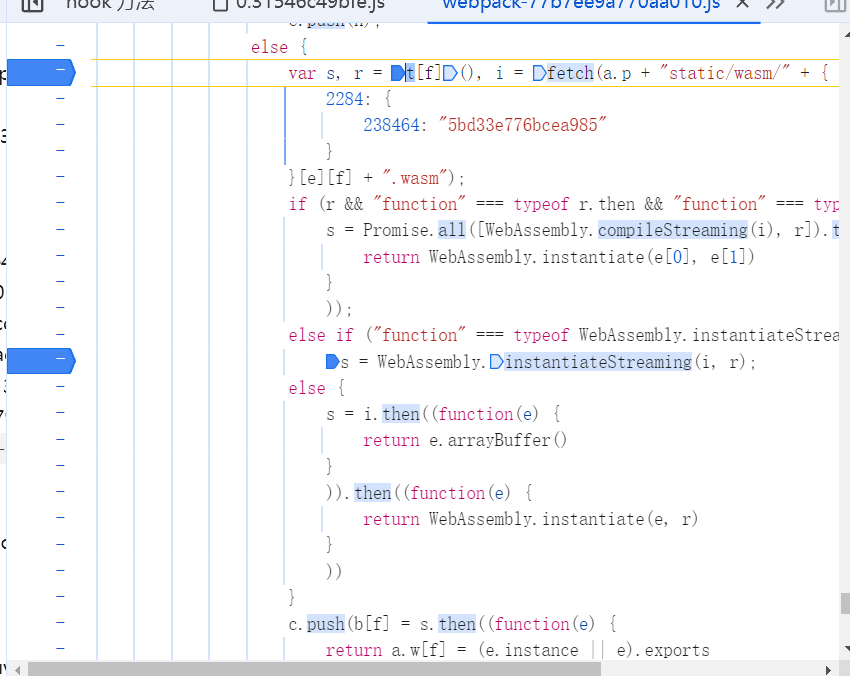 hook 方法 0.31546c49bfe.js webpack-77b7ee9a770aa010.js
c.push(n),
else {
var s, r = t[f](), i = fetch(a.p + "static/wasm/" + {
2284: {
238464: "5bd33e776bcea985"
}
}[e][f] + ".wasm");
if (r && "function" === typeof r.then && "function" === typ
s = Promise.all([WebAssembly.compileStreaming(i), r]).t
return WebAssembly.instantiate(e[0], e[1])
}
));
else if ("function" === typeof WebAssembly.instantiateStrea
s = WebAssembly.instantiateStreaming(i, r);
else {
s = i.then((function(e) {
return e.arrayBuffer()
}
)).then((function(e) {
return WebAssembly.instantiate(e, r)
}
))
}
c.push(b[f] = s.then((function(e) {
return a.w[f] = (e.instance || e).exports